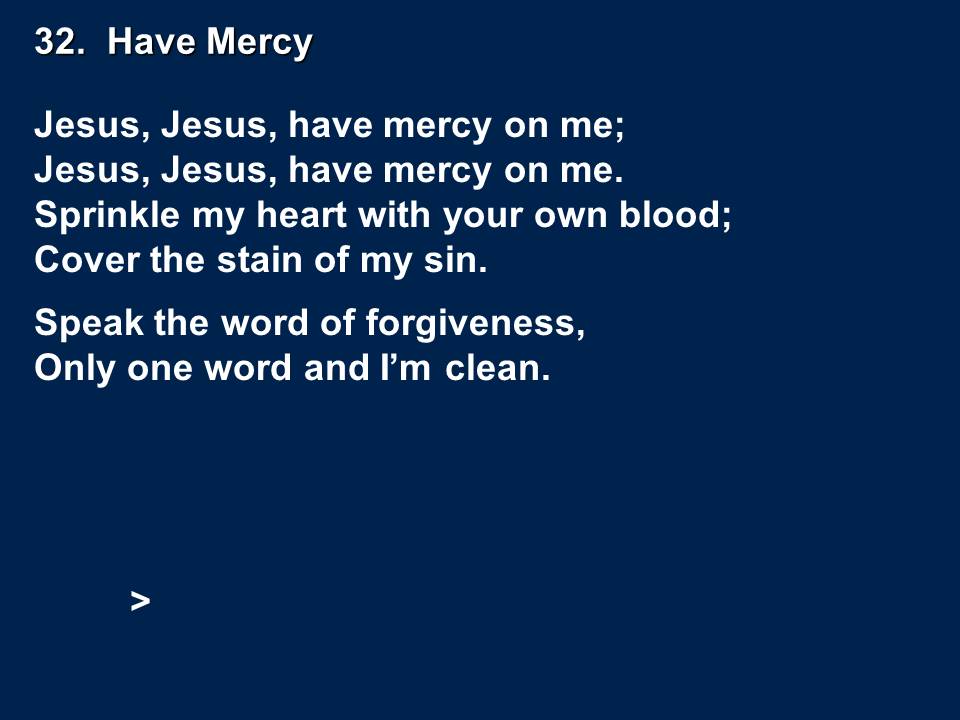 32.  Have Mercy
Jesus, Jesus, have mercy on me;
Jesus, Jesus, have mercy on me.
Sprinkle my heart with your own blood;
Cover the stain of my sin.
Speak the word of forgiveness,
Only one word and I’m clean.
>